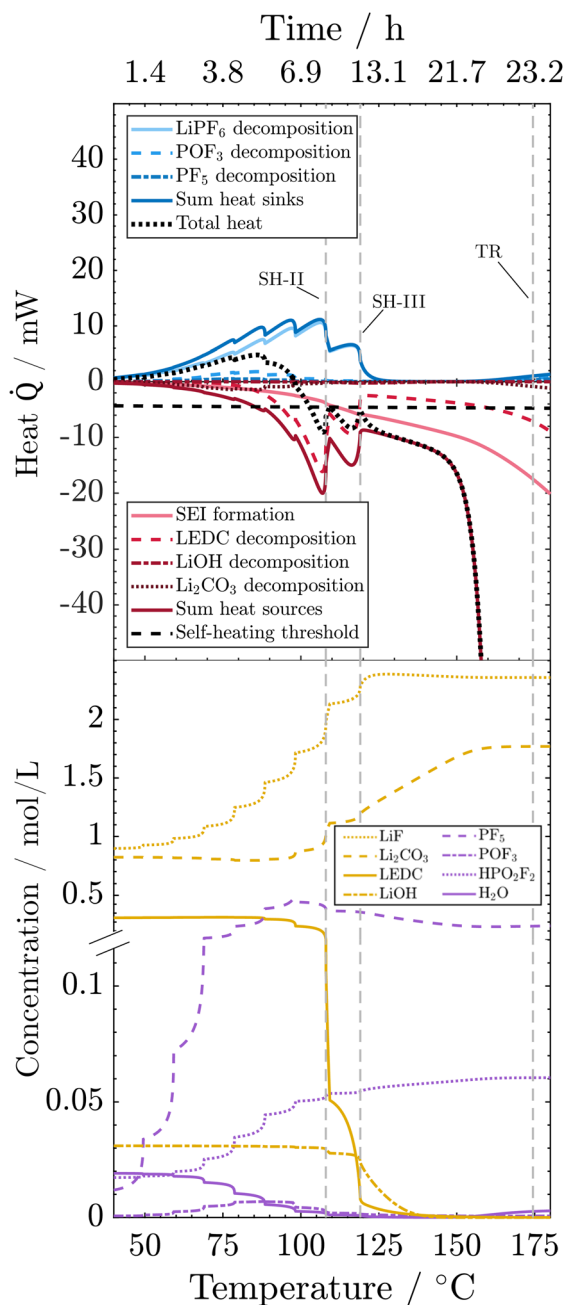 Time / h
1.4 3.8 6.9 13.1 21.7 23.2
LiPF₆ decomposition
POF₃ decomposition
PF₅ decomposition
Sum heat sinks
Total heat
40
30
20
10
0
-10
-20
-30
-40
Heat Q̇ / mW
SH-II
SH-III
TR
SEI formation
LEDC decomposition
LiOH decomposition
Li₂CO₃ decomposition
Sum heat sources
Self-heating threshold
2
1.5
1
0.5
0.1
0.05
0
Concentration / mol/L
LiF
Li₂CO₃
LEDC
LiOH
PF₅
POF₃
HPO₂F₂
H₂O
50 75 100 125 150 175
Temperature / °C